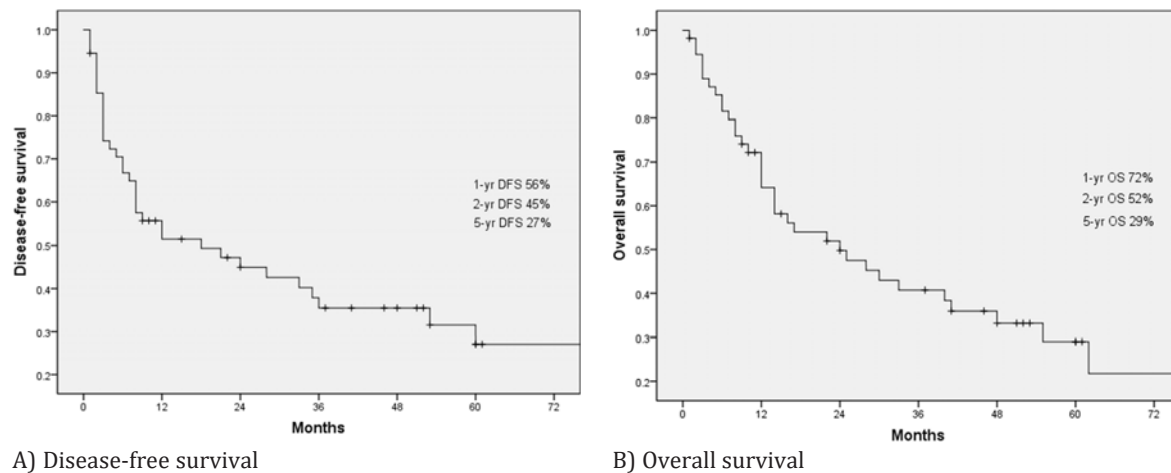 1.0
0.9
0.8
0.7
0.6
0.5
0.4
0.3
0.2
Disease-free survival
1-yr DFS 56%
2-yr DFS 45%
5-yr DFS 27%
0 12 24 36 48 60 72
Months
A) Disease-free survival
1.0
0.9
0.8
0.7
0.6
0.5
0.4
0.3
0.2
Overall survival
1-yr OS 72%
2-yr OS 52%
5-yr OS 29%
0 12 24 36 48 60 72
Months
B) Overall survival